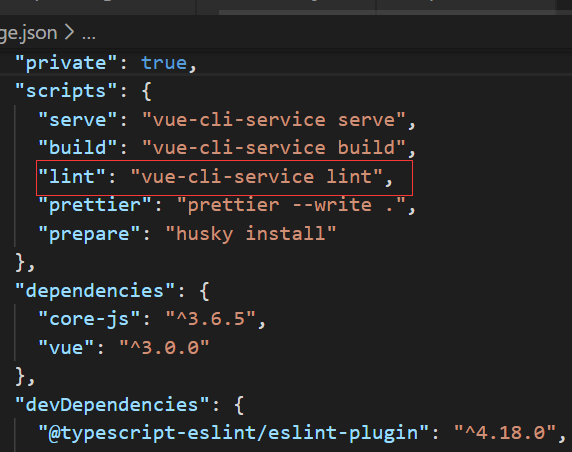 ge.json > ...
"private": true,
"scripts": {
"serve": "vue-cli-service serve",
"build": "vue-cli-service build",
"lint": "vue-cli-service lint",
"prettier": "prettier --write .",
"prepare": "husky install"
},
"dependencies": {
"core-js": "^3.6.5",
"vue": "^3.0.0"
},
"devDependencies": {
"@typescript-eslint/eslint-plugin": "^4.18.0",